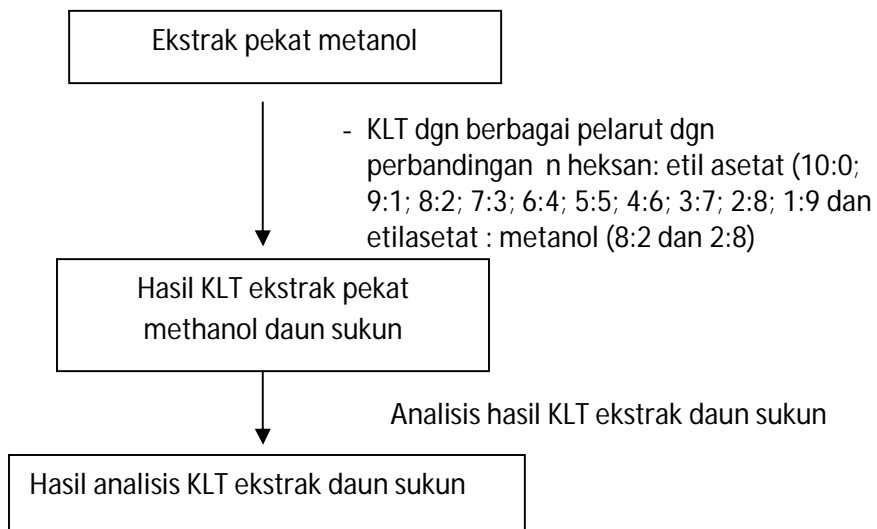 Ekstrak pekat metanol
- KLT dgn berbagai pelarut dgn
perbandingan n heksan: etil asetat (10:0;
9:1; 8:2; 7:3; 6:4; 5:5; 4:6; 3:7; 2:8; 1:9 dan
etilasetat : metanol (8:2 dan 2:8)
Hasil KLT ekstrak pekat
methanol daun sukun
Analisis hasil KLT ekstrak daun sukun
Hasil analisis KLT ekstrak daun sukun